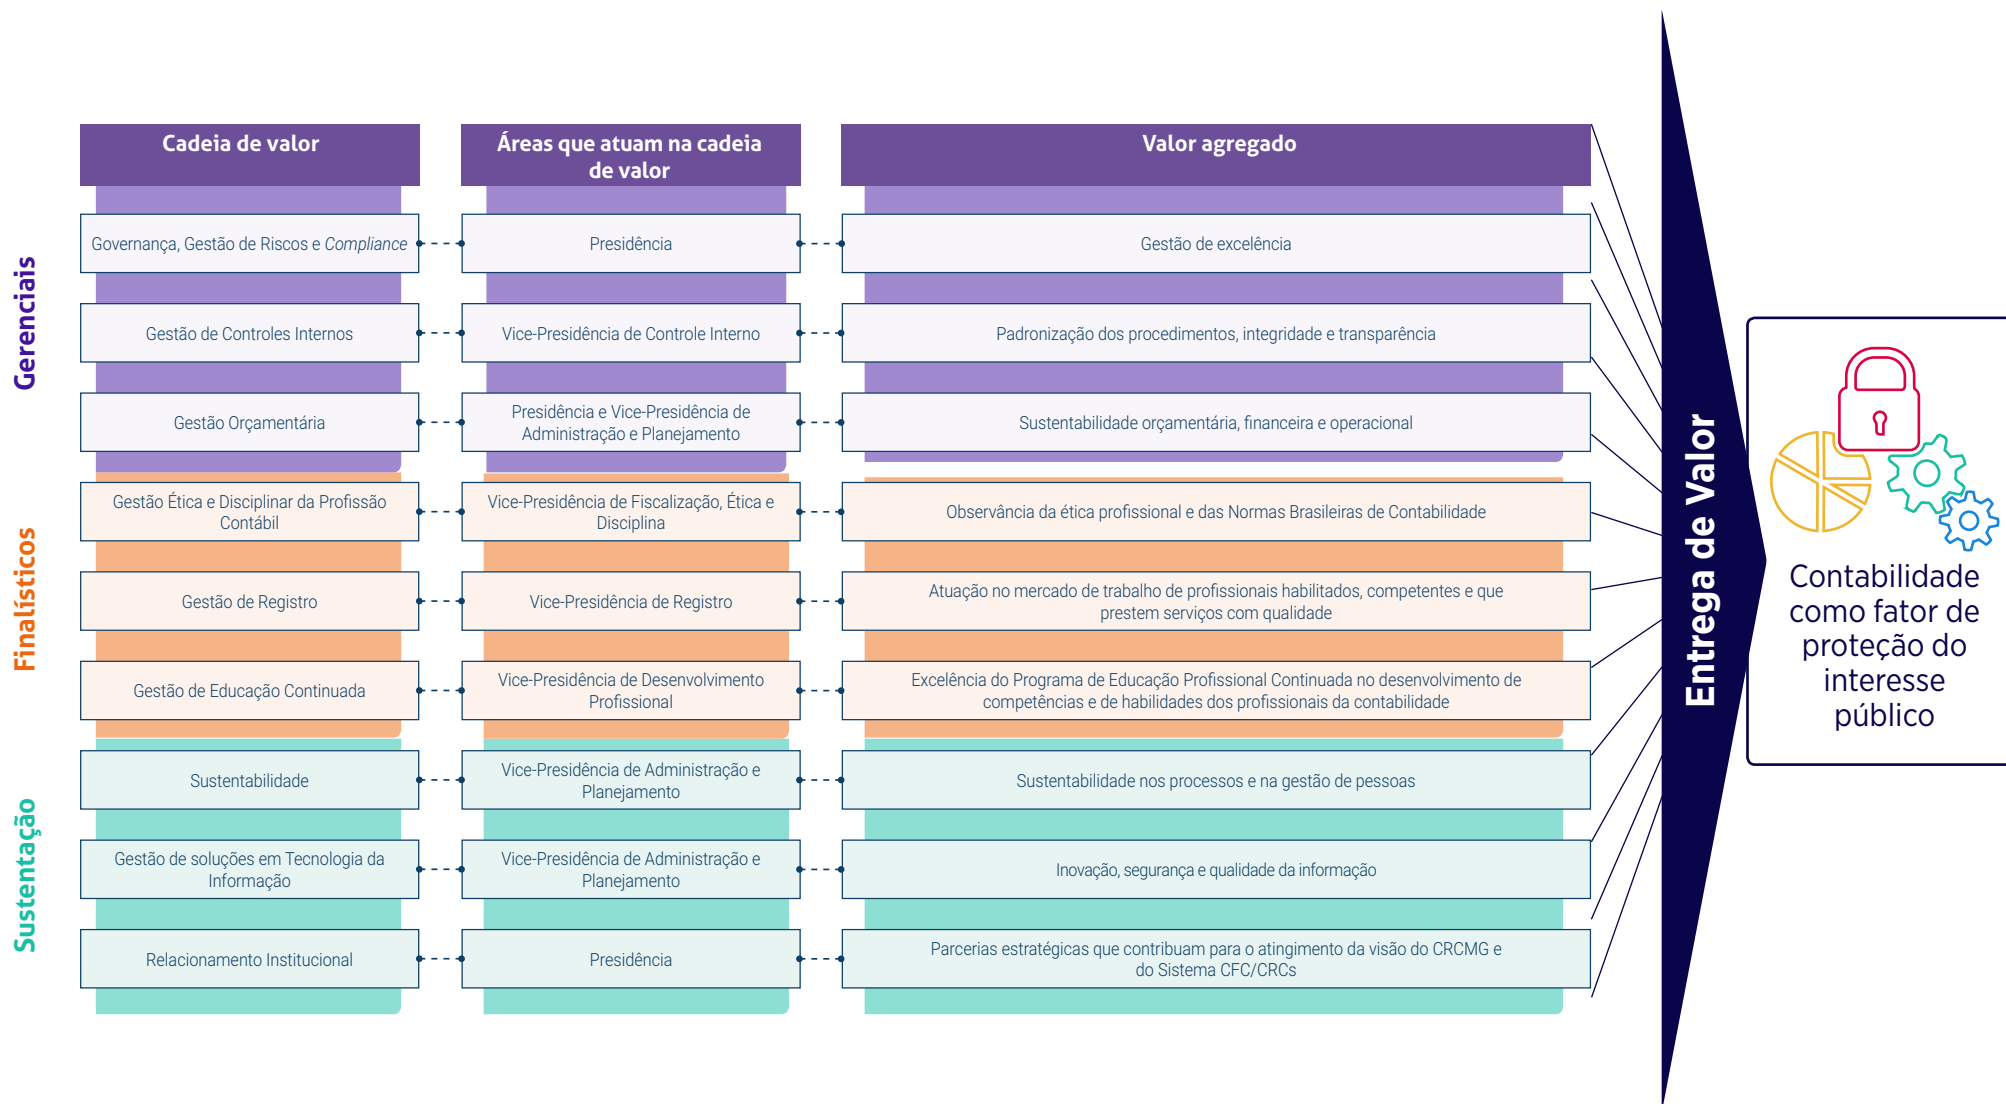 Cadeia de valor
Áreas que atuam na cadeia
de valor
Valor agregado
Gerenciais
Governança, Gestão de Riscos e Compliance
Presidência
Gestão de excelência
Gestão de Controles Internos
Vice-Presidência de Controle Interno
Padronização dos procedimentos, integridade e transparência
Gestão Orçamentária
Presidência e Vice-Presidência de
Administração e Planejamento
Sustentabilidade orçamentária, financeira e operacional
Finalísticos
Gestão Ética e Disciplinar da Profissão
Contábil
Vice-Presidência de Fiscalização, Ética e
Disciplina
Observância da ética profissional e das Normas Brasileiras de Contabilidade
Gestão de Registro
Vice-Presidência de Registro
Atuação no mercado de trabalho de profissionais habilitados, competentes e que
prestem serviços com qualidade
Gestão de Educação Continuada
Vice-Presidência de Desenvolvimento
Profissional
Excelência do Programa de Educação Profissional Continuada no desenvolvimento de
competências e de habilidades dos profissionais da contabilidade
Sustentação
Sustentabilidade
Vice-Presidência de Administração e
Planejamento
Sustentabilidade nos processos e na gestão de pessoas
Gestão de soluções em Tecnologia da
Informação
Vice-Presidência de Administração e
Planejamento
Inovação, segurança e qualidade da informação
Relacionamento Institucional
Presidência
Parcerias estratégicas que contribuam para o atingimento da visão do CRCMG e
do Sistema CFC/CRCs
Entrega de Valor
Contabilidade
como fator de
proteção do
interesse
público